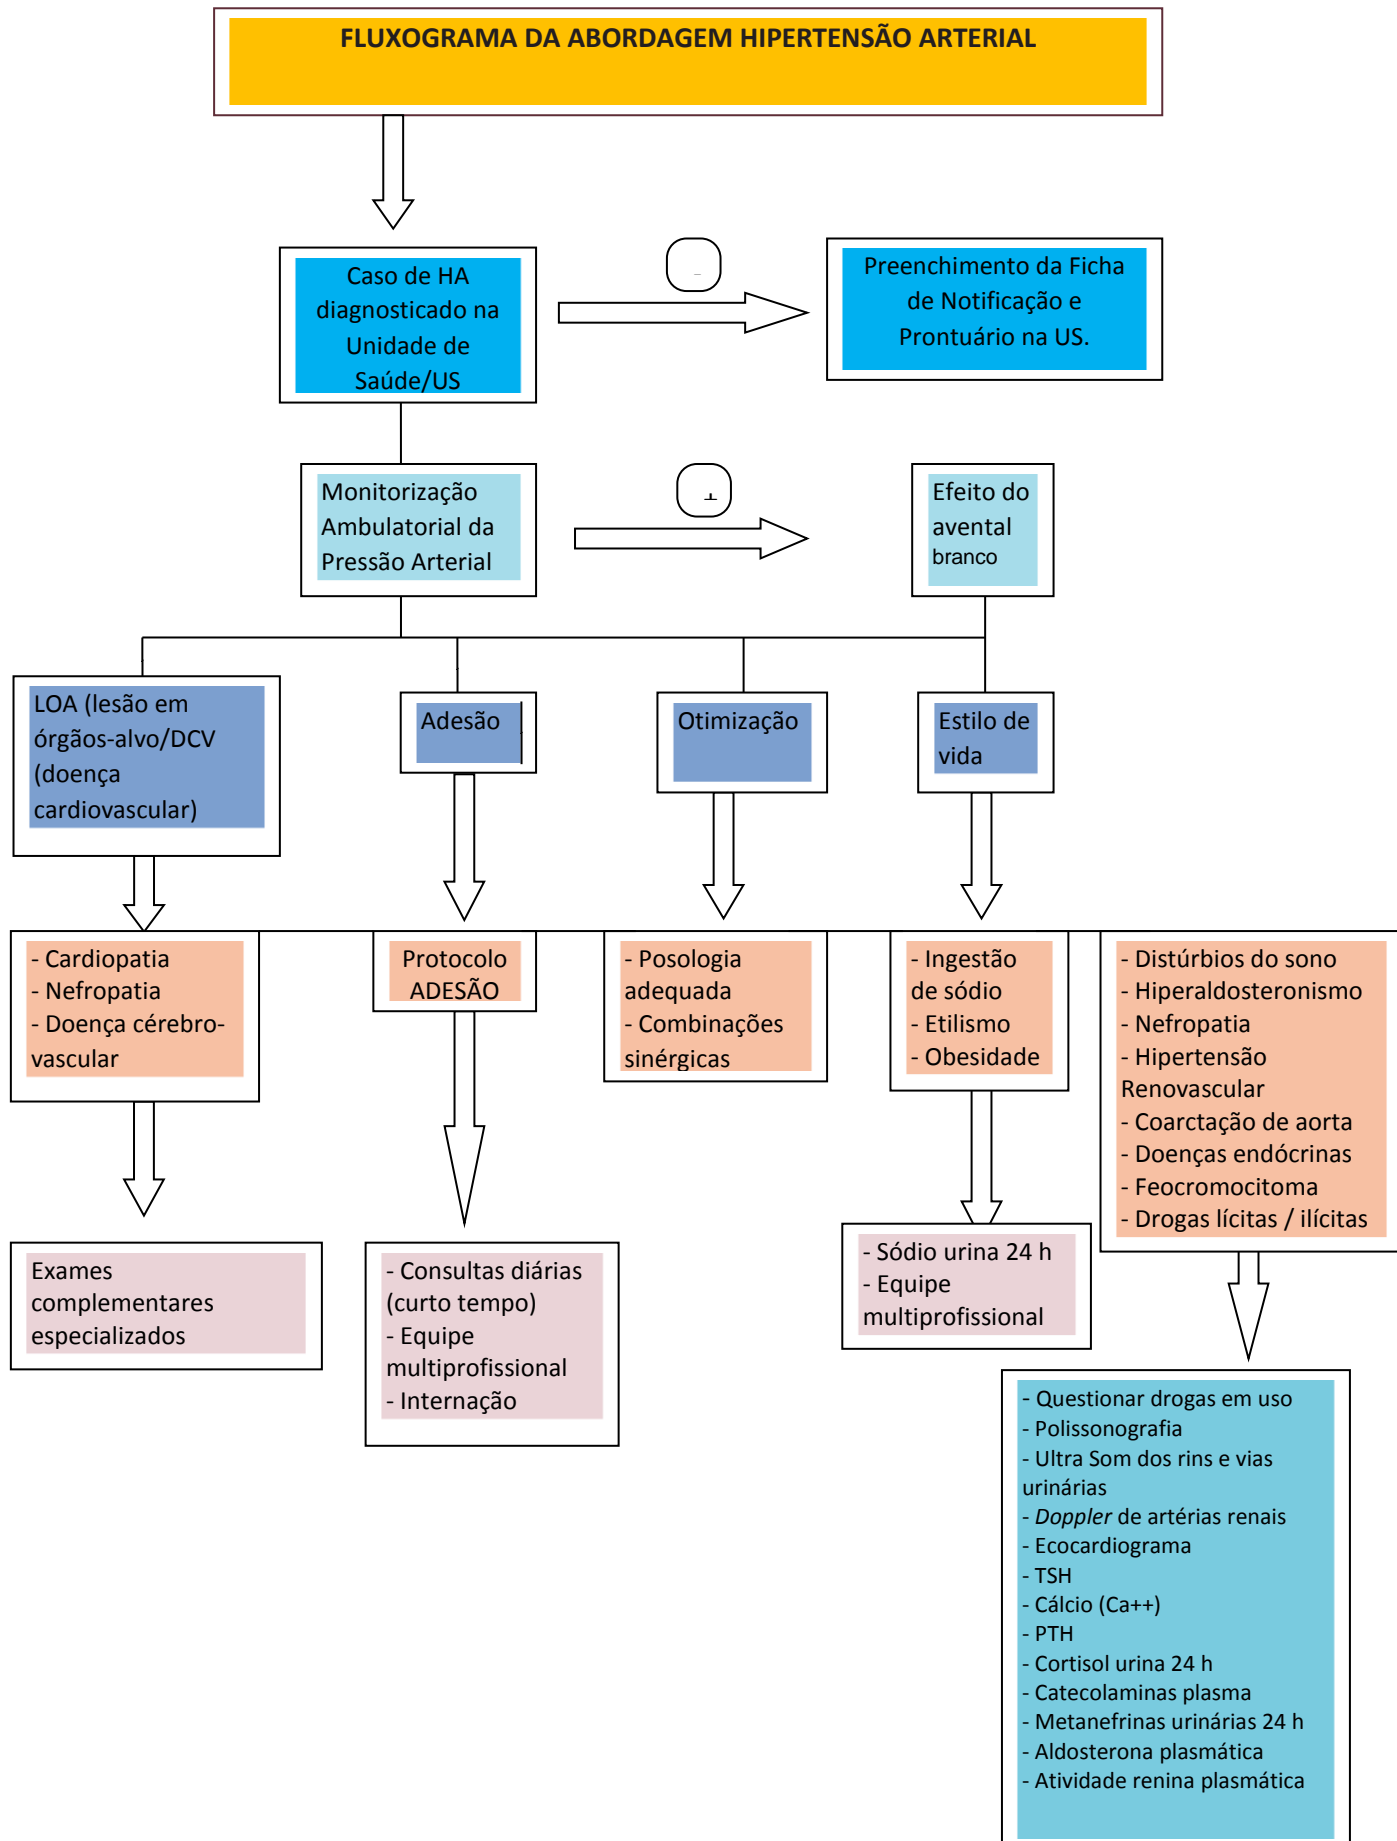 FLUXOGRAMA DA ABORDAGEM HIPERTENSÃO ARTERIAL
Caso de HA
diagnosticado na
Unidade de
Saúde/US
Preenchimento da Ficha
de Notificação e
Prontuário na US.
Monitorização
Ambulatorial da
Pressão Arterial
Efeito do
avental
branco
LOA (lesão em
órgãos-alvo/DCV
(doença
cardiovascular)
Adesão
Otimização
Estilo de
vida
- Cardiopatia
- Nefropatia
- Doença cérebro-
vascular
Protocolo
ADESÃO
- Posologia
adequada
- Combinações
sinérgicas
- Ingestão
de sódio
- Etilismo
- Obesidade
- Distúrbios do sono
- Hiperaldosteronismo
- Nefropatia
- Hipertensão
Renovascular
- Coarctação de aorta
- Doenças endócrinas
- Feocromocitoma
- Drogas lícitas / ilícitas
Exames
complementares
especializados
- Consultas diárias
(curto tempo)
- Equipe
multiprofissional
- Internação
- Sódio urina 24 h
- Equipe
multiprofissional
- Questionar drogas em uso
- Polissonografia
- Ultra Som dos rins e vias
urinárias
- Doppler de artérias renais
- Ecocardiograma
- TSH
- Cálcio (Ca++)
- PTH
- Cortisol urina 24 h
- Catecolaminas plasma
- Metanefrinas urinárias 24 h
- Aldosterona plasmática
- Atividade renina plasmática